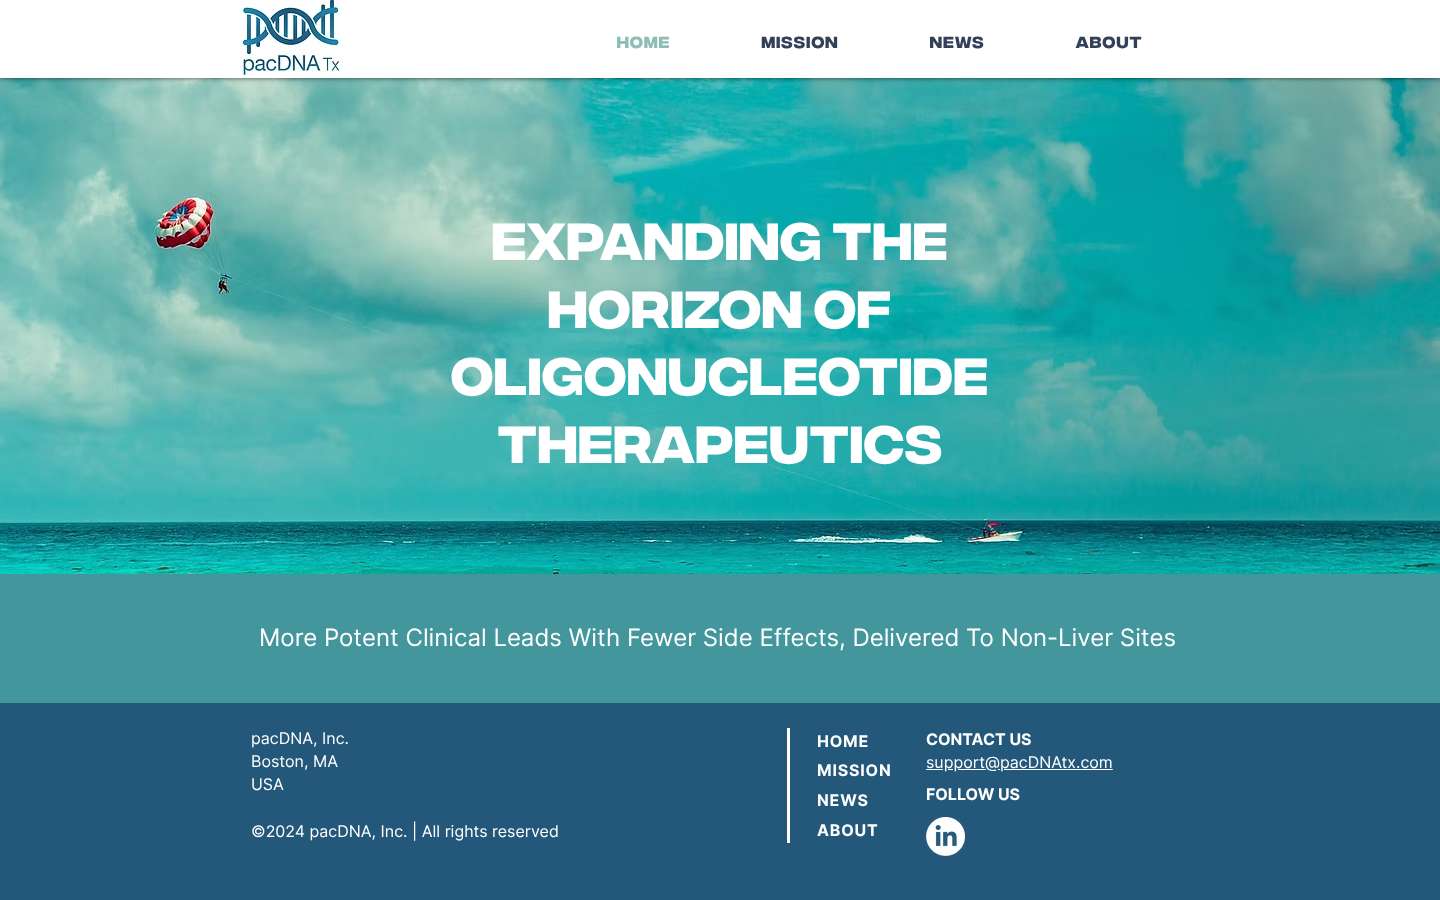 pacDNA Tx
HOME
MISSION
NEWS
ABOUT
EXPANDING THE
HORIZON OF
OLIGONUCLEOTIDE
THERAPEUTICS
More Potent Clinical Leads With Fewer Side Effects, Delivered To Non-Liver Sites
pacDNA, Inc.
Boston, MA
USA
©2024 pacDNA, Inc. | All rights reserved
HOME
MISSION
NEWS
ABOUT
CONTACT US
support@pacDNAtx.com
FOLLOW US
in